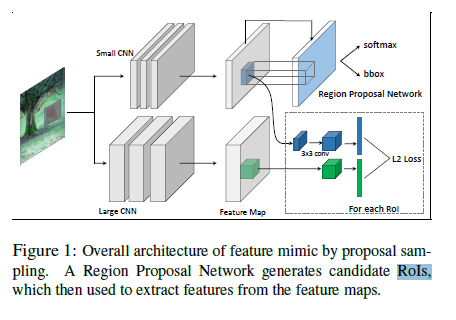 Small CNN
softmax
bbox
Region Proposal Network
3x3 conv
L2 Loss
Large CNN
Feature Map
For each RoI
Figure 1: Overall architecture of feature mimic by proposal sam-
pling. A Region Proposal Network generates candidate RoIs,
which then used to extract features from the feature maps.